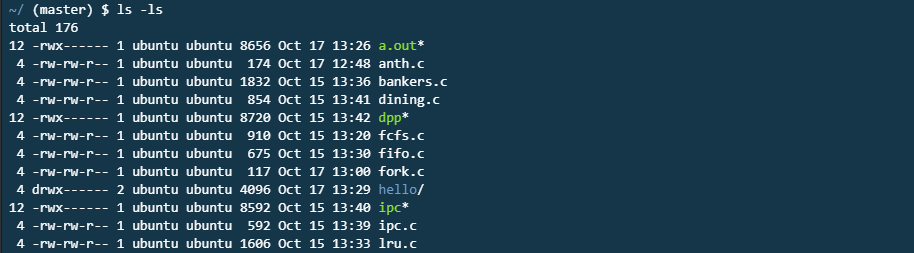 ~/ (master) $ ls -ls
total 176
12 -rwx------ 1 ubuntu ubuntu 8656 Oct 17 13:26 a.out*
 4 -rw-rw-r-- 1 ubuntu ubuntu  174 Oct 17 12:48 anth.c
 4 -rw-rw-r-- 1 ubuntu ubuntu 1832 Oct 15 13:36 bankers.c
 4 -rw-rw-r-- 1 ubuntu ubuntu  854 Oct 15 13:41 dining.c
12 -rwx------ 1 ubuntu ubuntu 8720 Oct 15 13:42 dpp*
 4 -rw-rw-r-- 1 ubuntu ubuntu  910 Oct 15 13:20 fcfs.c
 4 -rw-rw-r-- 1 ubuntu ubuntu  675 Oct 15 13:30 fifo.c
 4 -rw-rw-r-- 1 ubuntu ubuntu  117 Oct 17 13:00 fork.c
 4 drwx------ 2 ubuntu ubuntu 4096 Oct 17 13:29 hello/
12 -rwx------ 1 ubuntu ubuntu 8592 Oct 15 13:40 ipc*
 4 -rw-rw-r-- 1 ubuntu ubuntu  592 Oct 15 13:39 ipc.c
 4 -rw-rw-r-- 1 ubuntu ubuntu 1606 Oct 15 13:33 lru.c